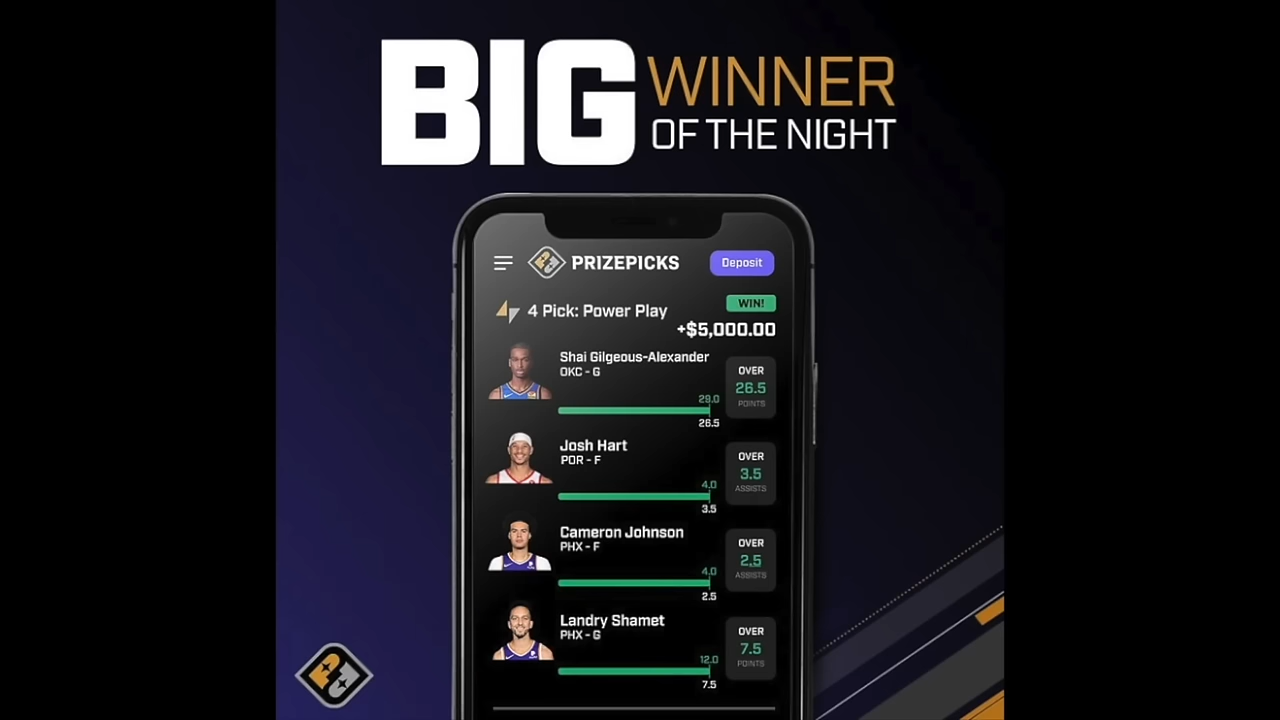 BIG WINNER
OF THE NIGHT
PRIZEPICKS
Deposit
4 Pick: Power Play
WIN!
+$5,000.00
Shai Gilgeous-Alexander
OKC - G
29.0
26.5
OVER
26.5
POINTS
Josh Hart
POR - F
4.0
3.5
OVER
3.5
ASSISTS
Cameron Johnson
PHX - F
4.0
2.5
OVER
2.5
ASSISTS
Landry Shamet
PHX - G
12.0
7.5
OVER
7.5
POINTS